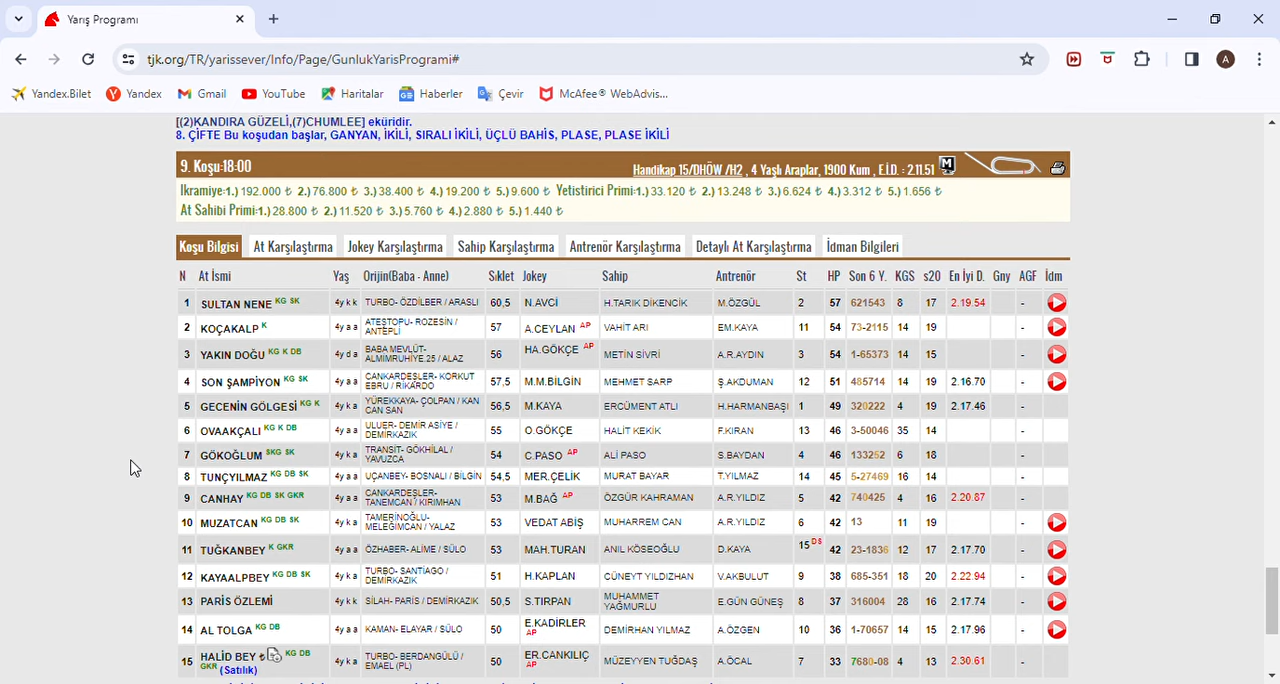 Yarış Programı
tjk.org/TR/yarissever/Info/Page/GunlukYarisProgrami#
A
Yandex.Bilet Yandex Gmail YouTube Haritalar Haberler Çevir McAfee® WebAdvis...
[(2)KANDIRA GÜZELİ,(7)CHUMLEE] eküridir.
8. ÇİFTE Bu koşudan başlar, GANYAN, İKİLİ, SIRALI İKİLİ, ÜÇLÜ BAHİS, PLASE, PLASE İKİLİ
9. Koşu:18:00 Handikap 15/DHÖW /H2 , 4 Yaşlı Araplar, 1900 Kum , E.İ.D. : 2.11.51 M
İkramiye:1.) 192.000 ₺ 2.) 76.800 ₺ 3.) 38.400 ₺ 4.) 19.200 ₺ 5.) 9.600 ₺ Yetistirici Primi:1.) 33.120 ₺ 2.) 13.248 ₺ 3.) 6.624 ₺ 4.) 3.312 ₺ 5.) 1.656 ₺
At Sahibi Primi:1.) 28.800 ₺ 2.) 11.520 ₺ 3.) 5.760 ₺ 4.) 2.880 ₺ 5.) 1.440 ₺
Koşu Bilgisi At Karşılaştırma Jokey Karşılaştırma Sahip Karşılaştırma Antrenör Karşılaştırma Detaylı At Karşılaştırma İdman Bilgileri
N At İsmi Yaş Orijin(Baba - Anne) Sıklet Jokey Sahip Antrenör St HP Son 6 Y. KGS s20 En İyi D. Gny AGF İdm
1 SULTAN NENE KG SK 4y k k TURBO- ÖZDİLBER / ARASLI 60,5 N.AVCİ H.TARIK DİKENCİK M.ÖZGÜL 2 57 621543 8 17 2.19.54 -
2 KOÇAKALP K 4y a a ATESTOPU- ROZESİN / ANTEPLİ 57 A.CEYLAN AP VAHİT ARI EM.KAYA 11 54 73-2115 14 19 -
3 YAKIN DOĞU KG K DB 4y d a BABA MEVLÜT- ALMIMRUHİYE.25 / ALAZ 56 HA.GÖKÇE AP METİN SİVRİ A.R.AYDIN 3 54 1-65373 14 15 -
4 SON ŞAMPİYON KG SK 4y a a CANKARDEŞLER- KORKUT EBRU / RİKARDO 57,5 M.M.BİLGİN MEHMET SARP Ş.AKDUMAN 12 51 485714 14 19 2.16.70 -
5 GECENİN GÖLGESİ KG K 4y k a YÜREKKAYA- ÇOLPAN / KAN CAN SAN 56,5 M.KAYA ERCÜMENT ATLI H.HARMANBAŞI 1 49 320222 4 19 2.17.46 -
6 OVAAKÇALI KG K DB 4y a a ULUER- DEMİR ASİYE / DEMİRKAZIK 55 O.GÖKÇE HALİT KEKİK F.KIRAN 13 46 3-50046 35 14 -
7 GÖKOĞLUM SKG SK 4y k a TRANSİT- GÖKHİLAL / YAVUZCA 54 C.PASO AP ALİ PASO S.BAYDAN 4 46 133252 6 18 -
8 TUNÇYILMAZ KG DB SK 4y a a UÇANBEY- BOSNALI / BİLGİN 54,5 MER.ÇELİK MURAT BAYAR T.YILMAZ 14 45 5-27469 16 14 -
9 CANHAY KG DB SK GKR 4y k a CANKARDEŞLER- TANEMCAN / KIRIMHAN 53 M.BAĞ AP ÖZGÜR KAHRAMAN A.R.YILDIZ 5 42 740425 4 16 2.20.87 -
10 MUZATCAN KG DB SK 4y k a TAMERİNOĞLU- MELEĞİMCAN / YALAZ 53 VEDAT ABİŞ MUHARREM CAN A.R.YILDIZ 6 42 13 11 19 -
11 TUĞKANBEY K GKR 4y a a ÖZHABER- ALİME / SÜLO 53 MAH.TURAN ANIL KÖSEOĞLU D.KAYA 15 DS 42 23-1836 12 17 2.17.70 -
12 KAYAALPBEY KG DB SK 4y k a TURBO- SANTİAGO / DEMİRKAZIK 51 H.KAPLAN CÜNEYT YILDIZHAN V.AKBULUT 9 38 685-351 18 20 2.22.94 -
13 PARİS ÖZLEMİ 4y k k SİLAH- PARİS / DEMİRKAZIK 50,5 S.TIRPAN MUHAMMET YAĞMURLU E.GÜN GÜNEŞ 8 37 316004 28 16 2.17.74 -
14 AL TOLGA KG DB 4y a a KAMAN- ELAYAR / SÜLO 50 E.KADİRLER AP DEMİRHAN YILMAZ A.ÖZGEN 10 36 1-70657 14 15 2.17.96 -
15 HALİD BEY ₺ KG DB GKR (Satılık) 4y k a TURBO- BERDANGÜLÜ / EMAEL (PL) 50 ER.CANKILIÇ AP MÜZEYYEN TUĞDAŞ A.ÖCAL 7 33 7680-08 4 13 2.30.61 -